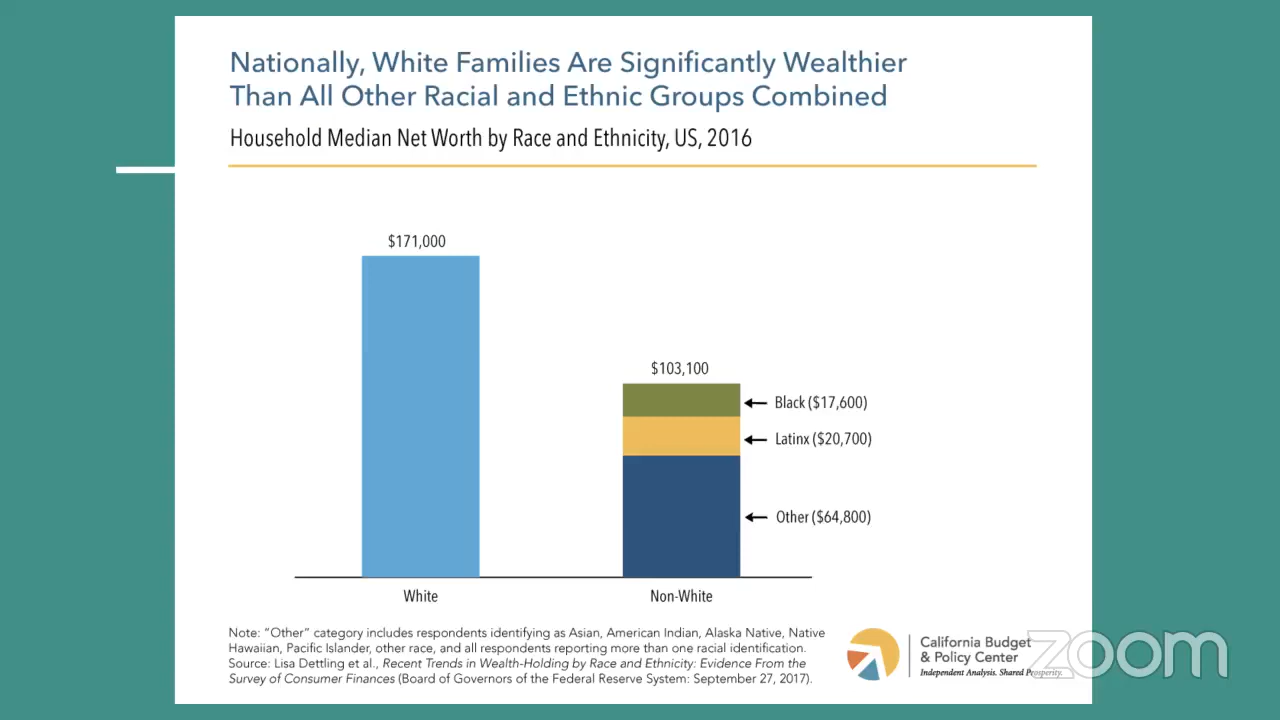 Nationally, White Families Are Significantly Wealthier
Than All Other Racial and Ethnic Groups Combined
Household Median Net Worth by Race and Ethnicity, US, 2016
$171,000
$103,100
Black ($17,600)
Latinx ($20,700)
Other ($64,800)
White
Non-White
Note: “Other” category includes respondents identifying as Asian, American Indian, Alaska Native, Native
Hawaiian, Pacific Islander, other race, and all respondents reporting more than one racial identification.
Source: Lisa Dettling et al., Recent Trends in Wealth-Holding by Race and Ethnicity: Evidence From the
Survey of Consumer Finances (Board of Governors of the Federal Reserve System: September 27, 2017).
California Budget
& Policy Center
Independent Analysis. Shared Prosperity.
zoom